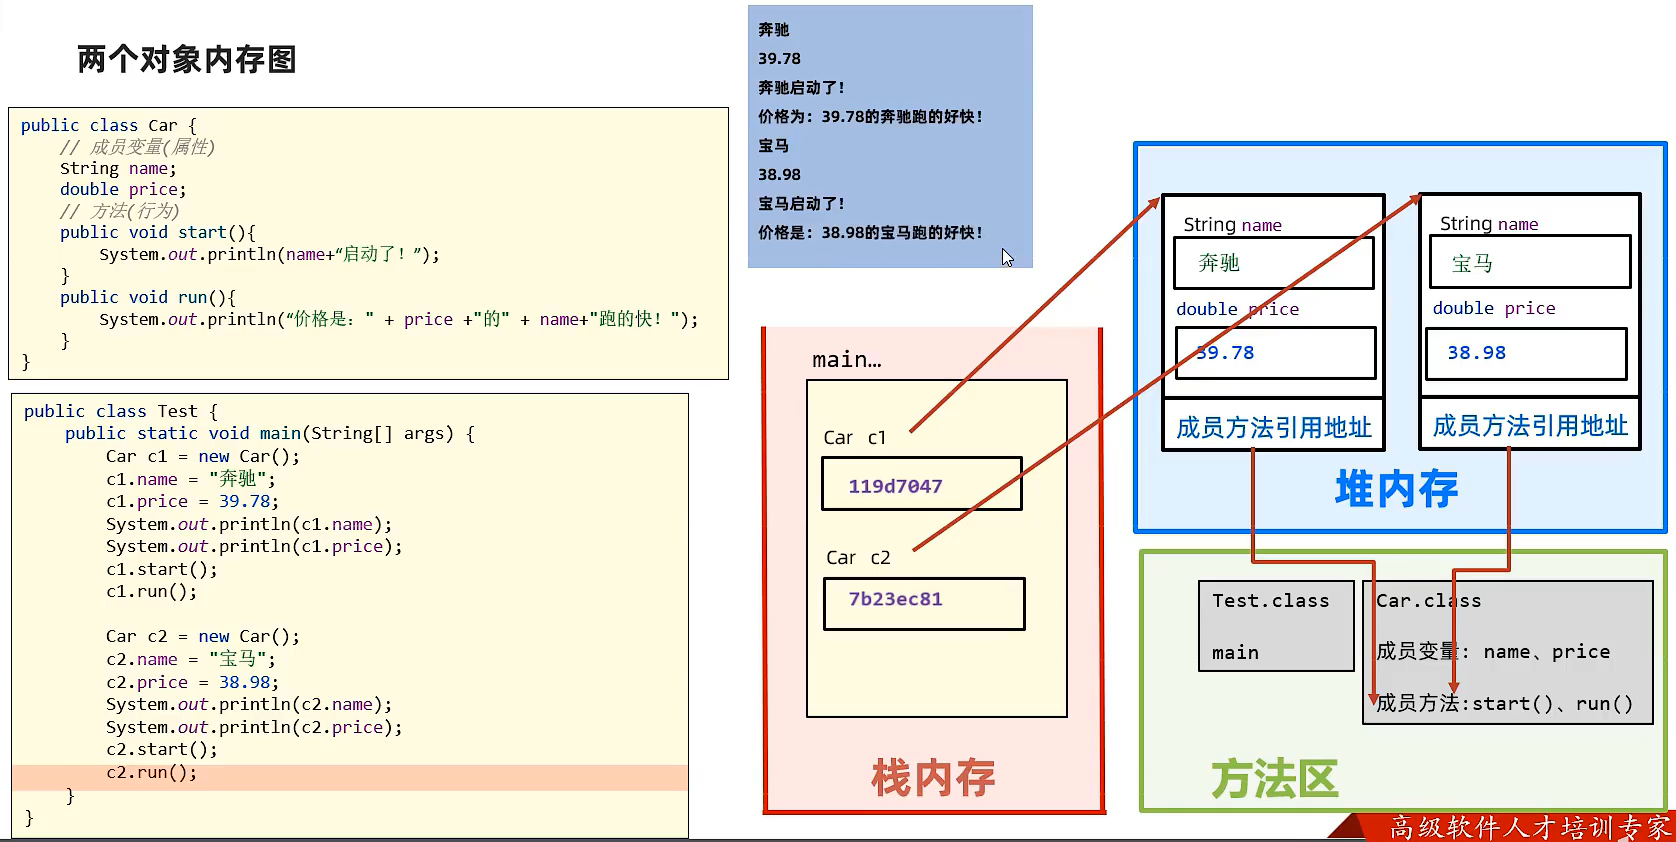 两个对象内存图
public class Car {
// 成员变量(属性)
String name;
double price;
// 方法(行为)
public void start(){
System.out.println(name+“启动了！”);
}
public void run(){
System.out.println(“价格是：" + price +"的" + name+"跑的快！");
}
}
public class Test {
public static void main(String[] args) {
Car c1 = new Car();
c1.name = "奔驰";
c1.price = 39.78;
System.out.println(c1.name);
System.out.println(c1.price);
c1.start();
c1.run();
Car c2 = new Car();
c2.name = "宝马";
c2.price = 38.98;
System.out.println(c2.name);
System.out.println(c2.price);
c2.start();
c2.run();
}
}
奔驰
39.78
奔驰启动了！
价格为：39.78的奔驰跑的好快！
宝马
38.98
宝马启动了！
价格是：38.98的宝马跑的好快！
main…
Car c1
119d7047
Car c2
7b23ec81
栈内存
String name
奔驰
double price
39.78
成员方法引用地址
String name
宝马
double price
38.98
成员方法引用地址
堆内存
Test.class
main
Car.class
成员变量: name、price
成员方法:start()、run()
方法区
高级软件人才培训专家